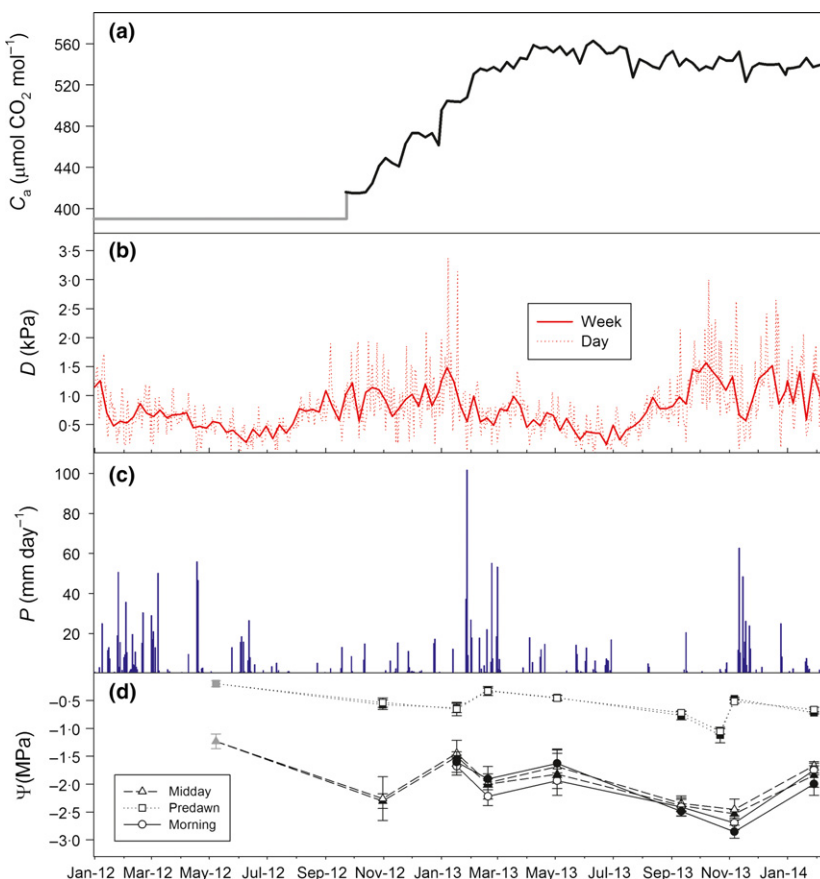 (a)
560
520
480
440
400
Cₐ (μmol CO₂ mol⁻¹)
(b)
3·5
3·0
2·5
2·0
1·5
1·0
0·5
D (kPa)
Week
Day
(c)
100
80
60
40
20
P (mm day⁻¹)
(d)
−0·5
−1·0
−1·5
−2·0
−2·5
−3·0
Ψ(MPa)
Midday
Predawn
Morning
Jan-12 Mar-12 May-12 Jul-12 Sep-12 Nov-12 Jan-13 Mar-13 May-13 Jul-13 Sep-13 Nov-13 Jan-14